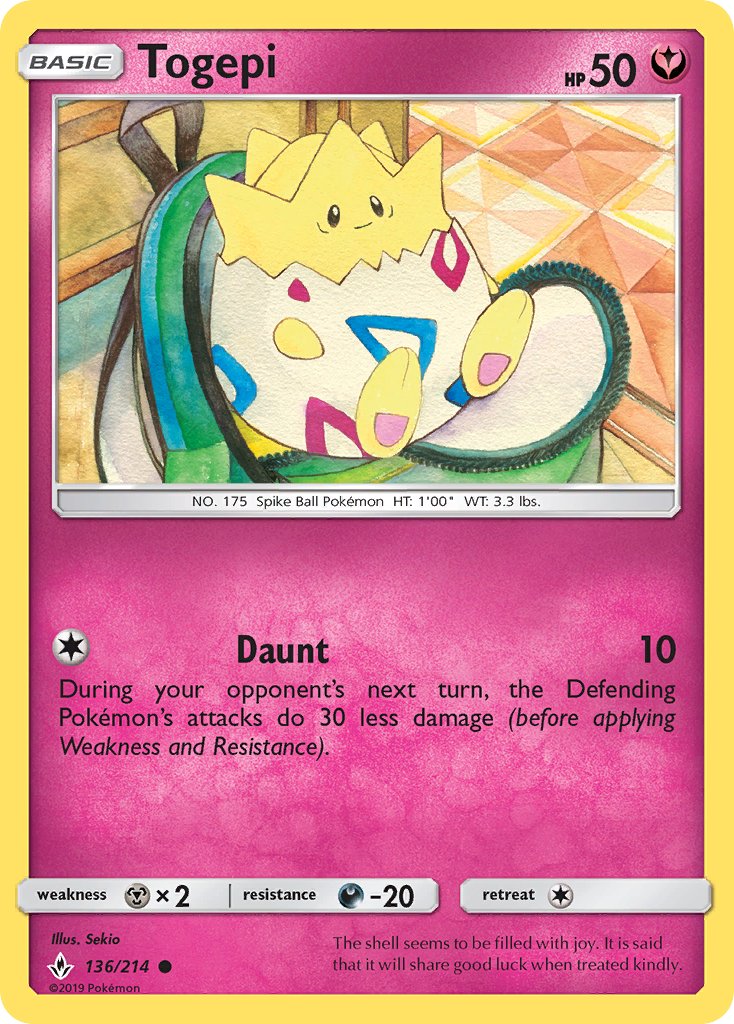 BASIC Togepi HP 50
NO. 175 Spike Ball Pokémon HT: 1'00" WT: 3.3 lbs.
Daunt 10
During your opponent's next turn, the Defending
Pokémon's attacks do 30 less damage (before applying
Weakness and Resistance).
weakness ×2 resistance -20 retreat
Illus. Sekio
136/214
©2019 Pokémon
The shell seems to be filled with joy. It is said
that it will share good luck when treated kindly.